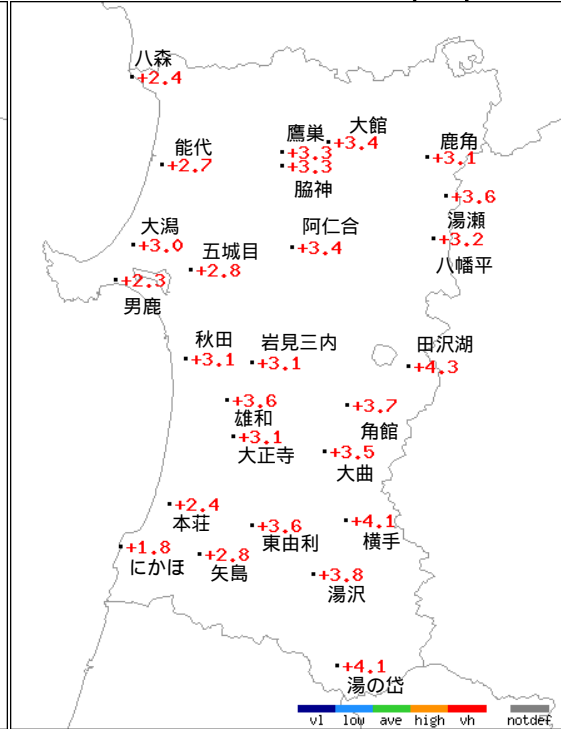 八森
+2.4
大館
+3.4
鷹巣
+3.3
+3.3
脇神
能代
+2.7
鹿角
+3.1
+3.6
湯瀬
+3.2
八幡平
大潟
+3.0
阿仁合
+3.4
五城目
+2.8
+2.3
男鹿
秋田
+3.1
岩見三内
+3.1
田沢湖
+4.3
+3.6
雄和
+3.7
角館
+3.1
大正寺
+3.5
大曲
+2.4
本荘
+3.6
東由利
+4.1
横手
+1.8
にかほ
+2.8
矢島
+3.8
湯沢
+4.1
湯の岱
vl low ave high vh notdef